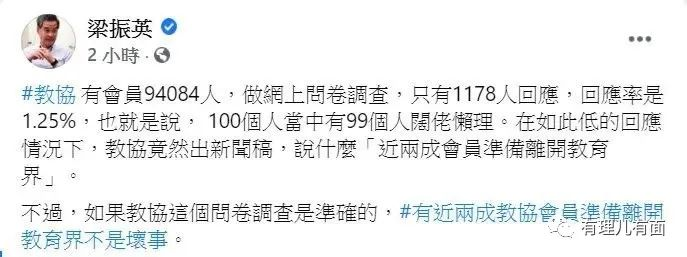 梁振英
2 小時
#教協 有會員94084人，做網上問卷調查，只有1178人回應，回應率是
1.25%，也就是說， 100個人當中有99個人闊佬懶理。在如此低的回應
情況下，教協竟然出新聞稿，說什麼「近兩成會員準備離開教育
界」。
不過，如果教協這個問卷調查是準確的，#有近兩成教協會員準備離開
教育界不是壞事。
有理儿有面